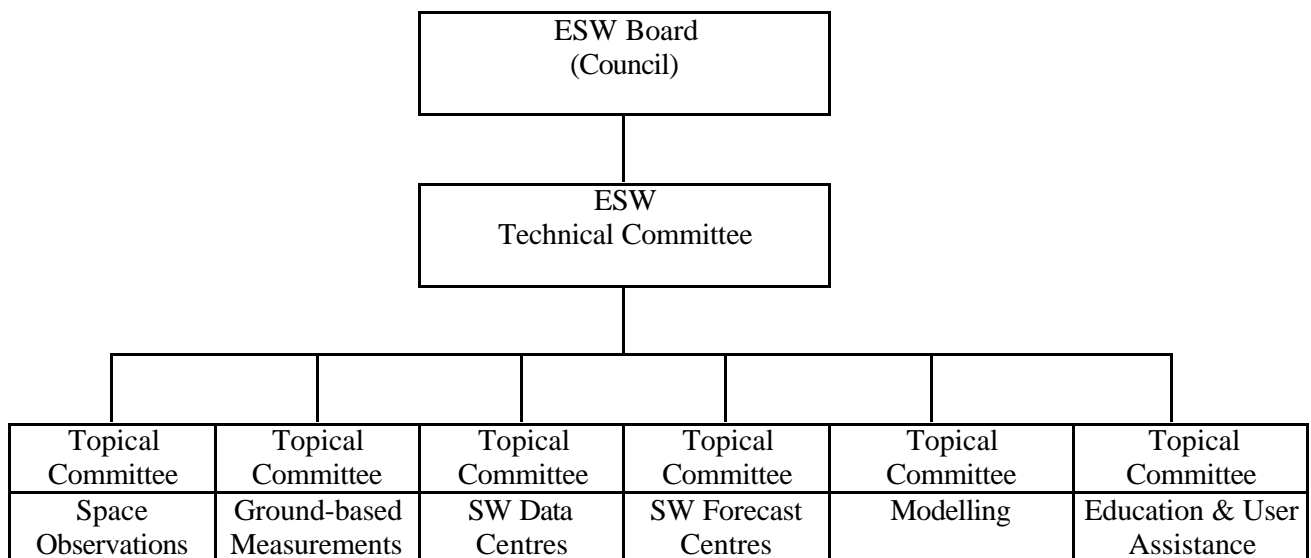 ESW Board
(Council)
ESW
Technical Committee
Topical
Committee
Space
Observations
Topical
Committee
Ground-based
Measurements
Topical
Committee
SW Data
Centres
Topical
Committee
SW Forecast
Centres
Topical
Committee
Modelling
Topical
Committee
Education & User
Assistance